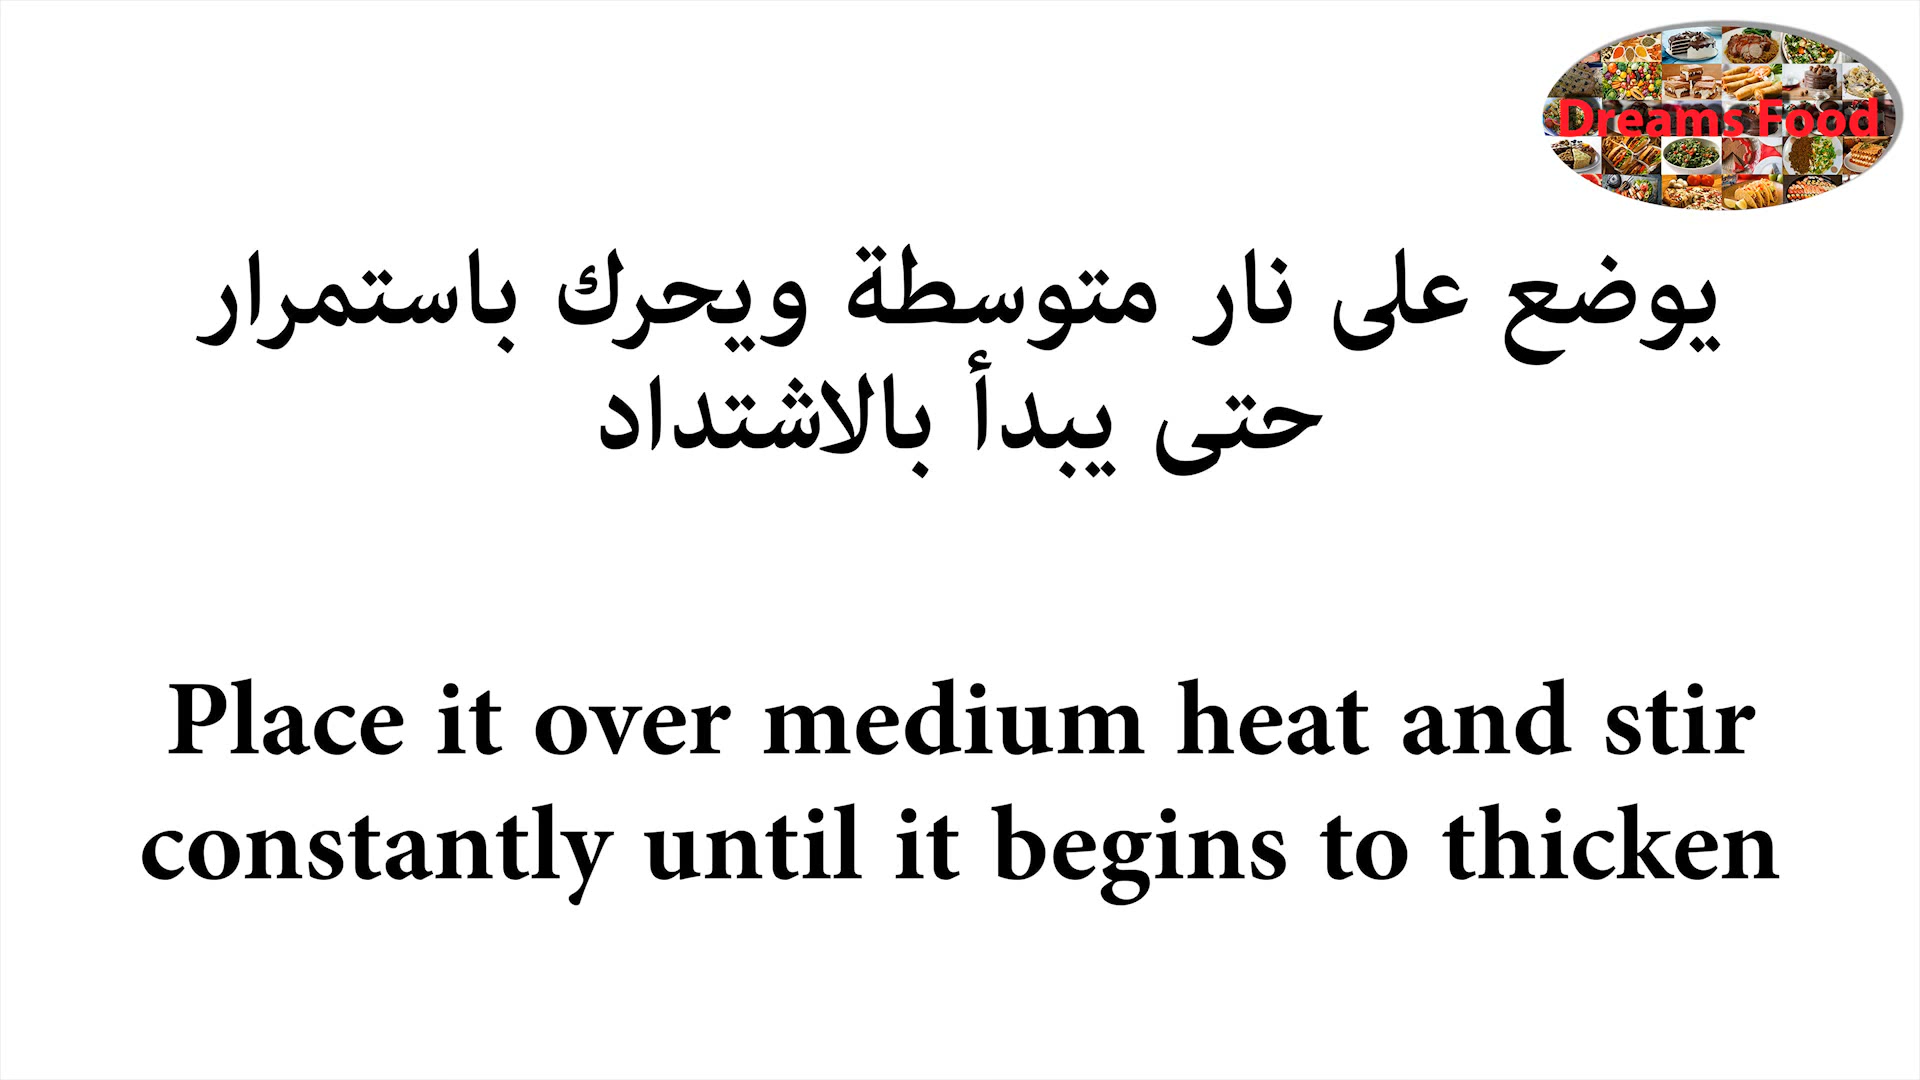 Dreams Food
يوضع على نار متوسطة ويحرك باستمرار
حتى يبدأ بالاشتداد
Place it over medium heat and stir
constantly until it begins to thicken